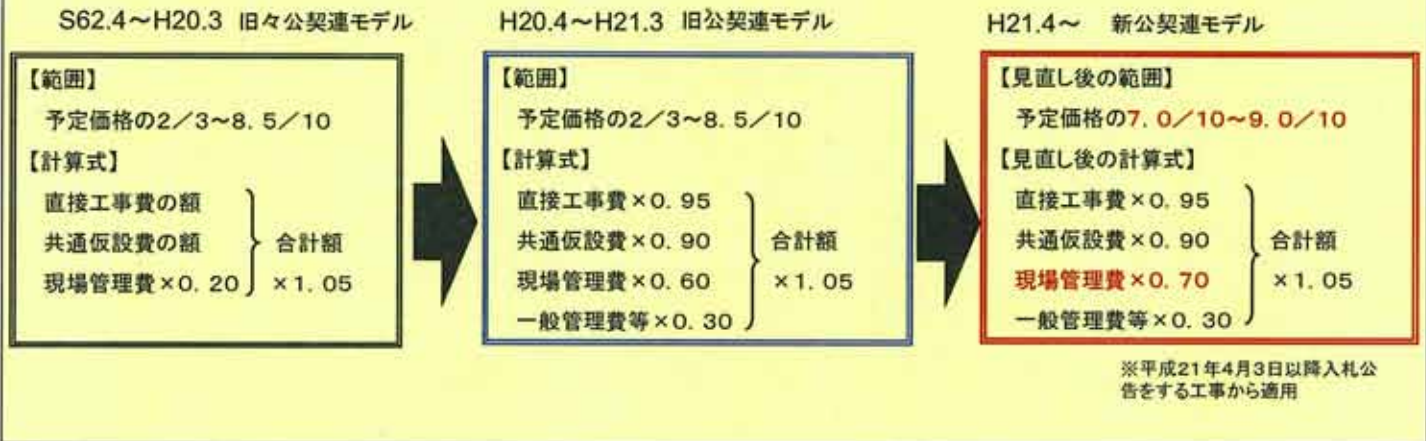 S62.4～H20.3 旧々公契連モデル
【範囲】
予定価格の2／3～8．5／10
【計算式】
直接工事費の額
共通仮設費の額
現場管理費×0．20
合計額
×1．05
H20.4～H21.3 旧公契連モデル
【範囲】
予定価格の2／3～8．5／10
【計算式】
直接工事費×0．95
共通仮設費×0．90
現場管理費×0．60
一般管理費等×0．30
合計額
×1．05
H21.4～ 新公契連モデル
【見直し後の範囲】
予定価格の7．0／10～9．0／10
【見直し後の計算式】
直接工事費×0．95
共通仮設費×0．90
現場管理費×0．70
一般管理費等×0．30
合計額
×1．05
※平成21年4月3日以降入札公
告をする工事から適用